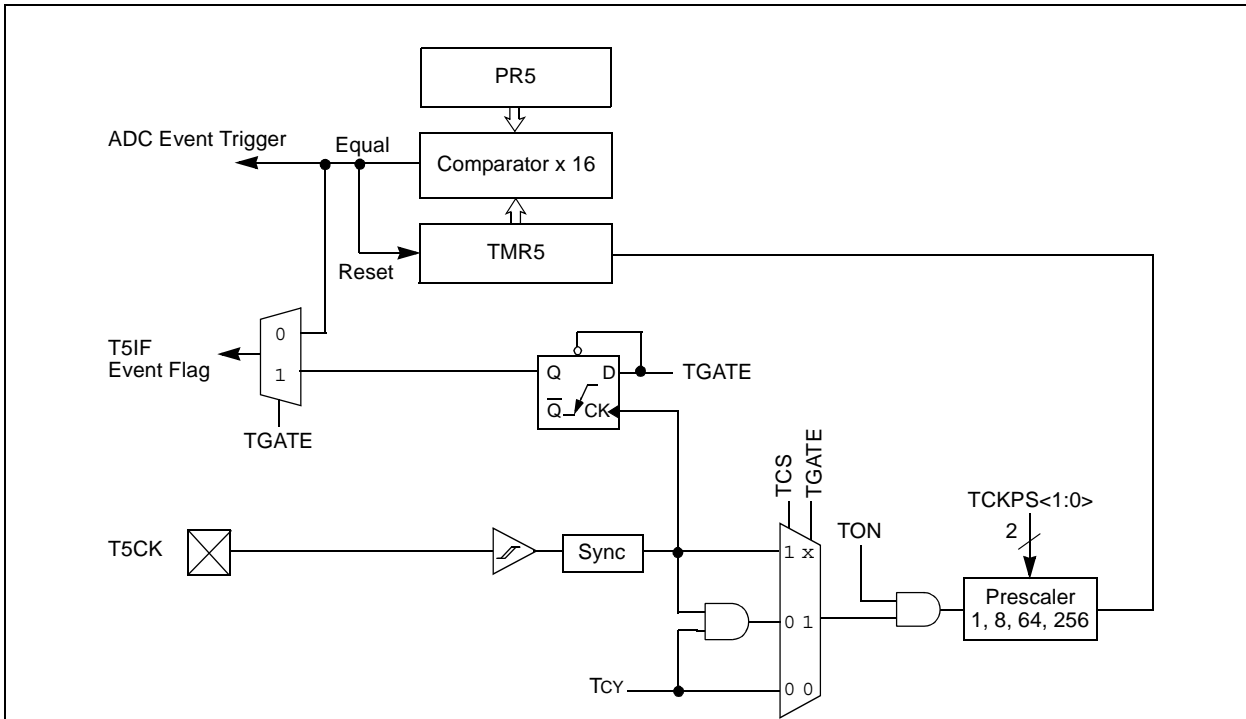 PR5
ADC Event Trigger
Equal
Comparator x 16
TMR5
Reset
0
1
T5IF
Event Flag
TGATE
Q
D
TGATE
Q
CK
TCS
TGATE
TCKPS<1:0>
2
T5CK
Sync
1 x
TON
Prescaler
1, 8, 64, 256
0 1
TCY
0 0